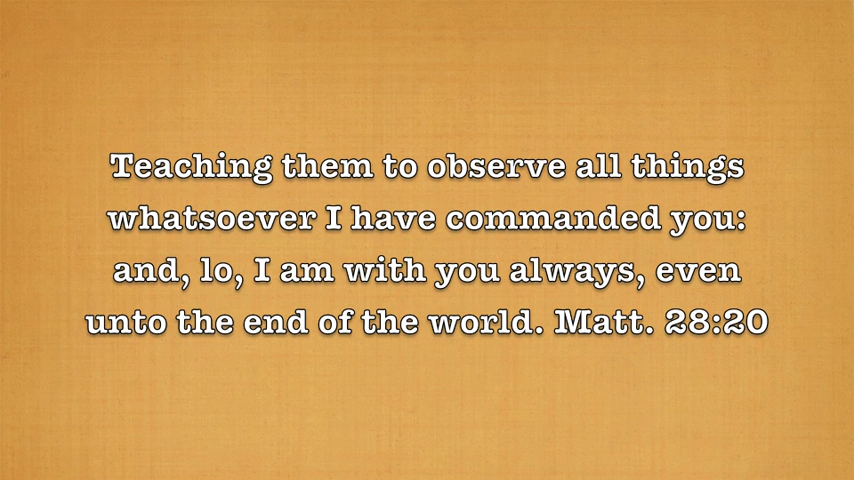 Teaching them to observe all things
whatsoever I have commanded you:
and, lo, I am with you always, even
unto the end of the world. Matt. 28:20